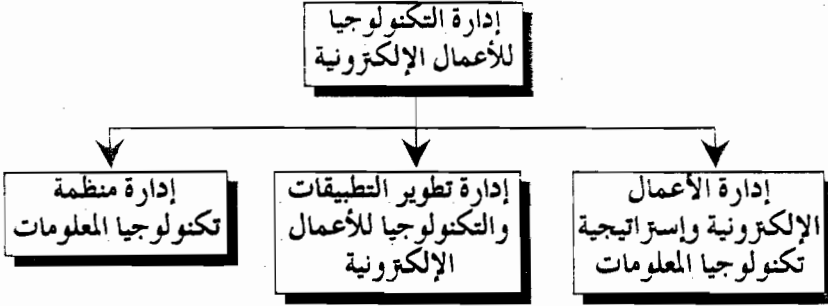 إدارة التكنولوجيا
للأعمال الإلكترونية
إدارة الأعمال
الإلكترونية وإستراتيجية
تكنولوجيا المعلومات
إدارة تطوير التطبيقات
والتكنولوجيا للأعمال
الإلكترونية
إدارة منظمة
تكنولوجيا المعلومات